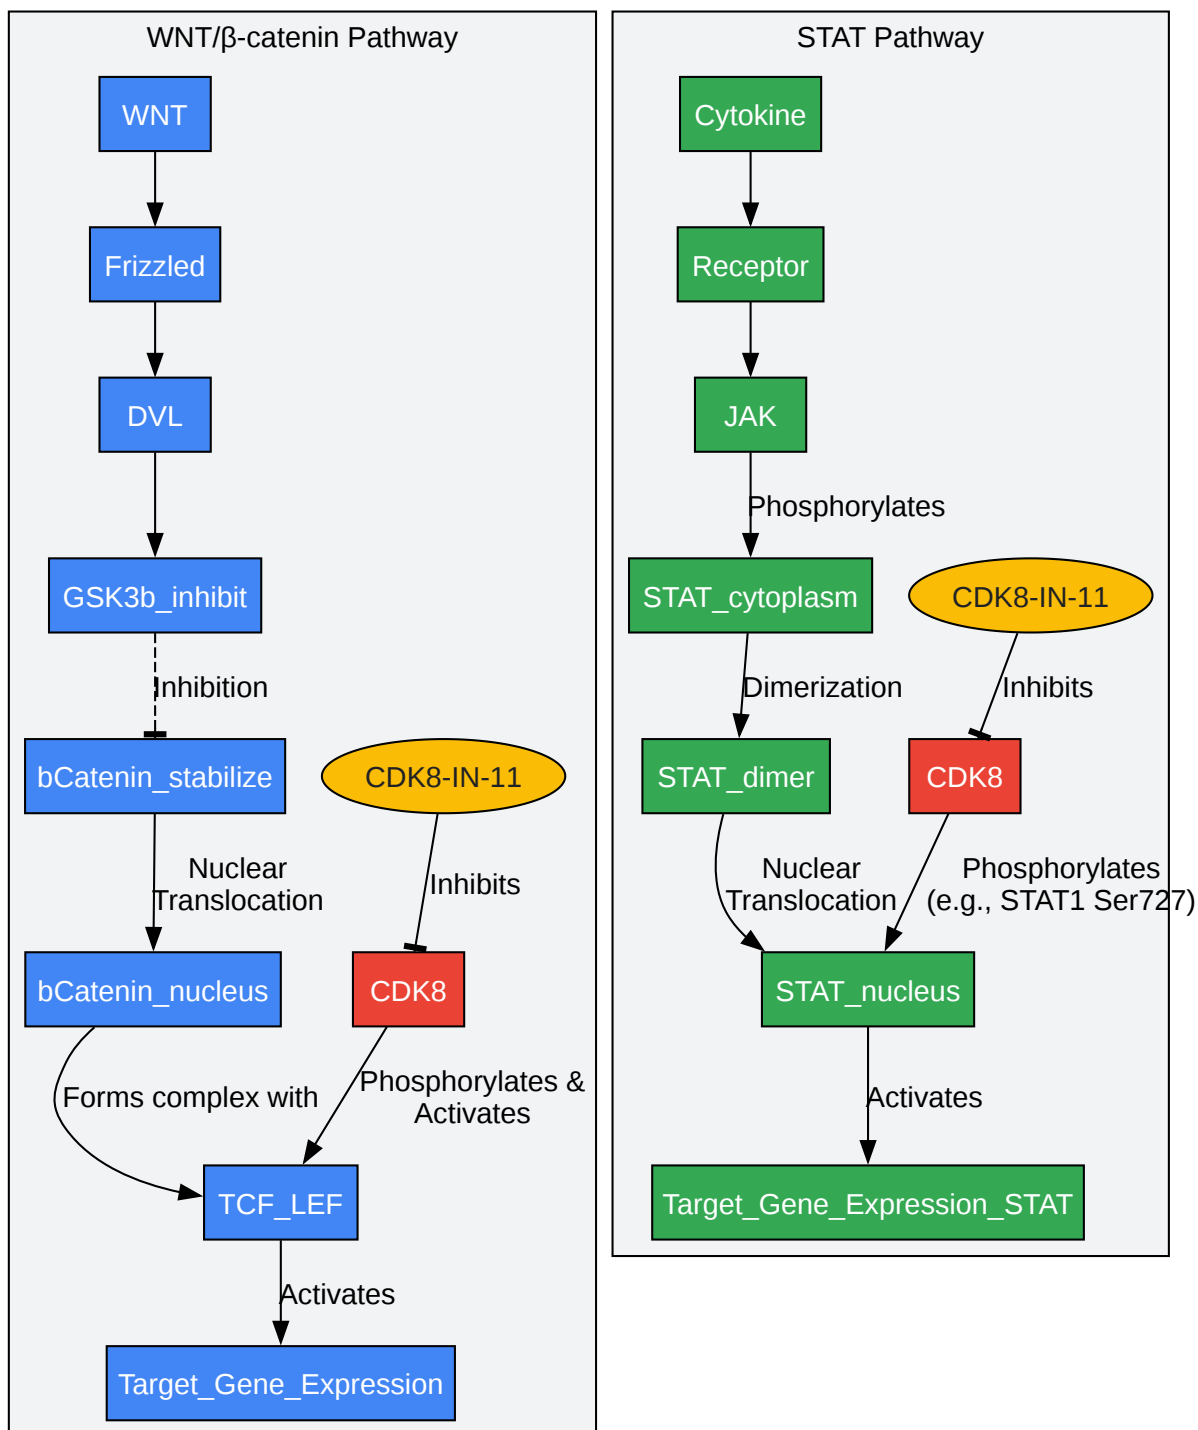 WNT/β-catenin Pathway
WNT
Frizzled
DVL
GSK3b_inhibit
Inhibition
bCatenin_stabilize
CDK8-IN-11
Nuclear
Translocation
Inhibits
bCatenin_nucleus
CDK8
Forms complex with
Phosphorylates &
Activates
TCF_LEF
Activates
Target_Gene_Expression
STAT Pathway
Cytokine
Receptor
JAK
Phosphorylates
STAT_cytoplasm
CDK8-IN-11
Dimerization
Inhibits
STAT_dimer
CDK8
Nuclear
Translocation
Phosphorylates
(e.g., STAT1 Ser727)
STAT_nucleus
Activates
Target_Gene_Expression_STAT